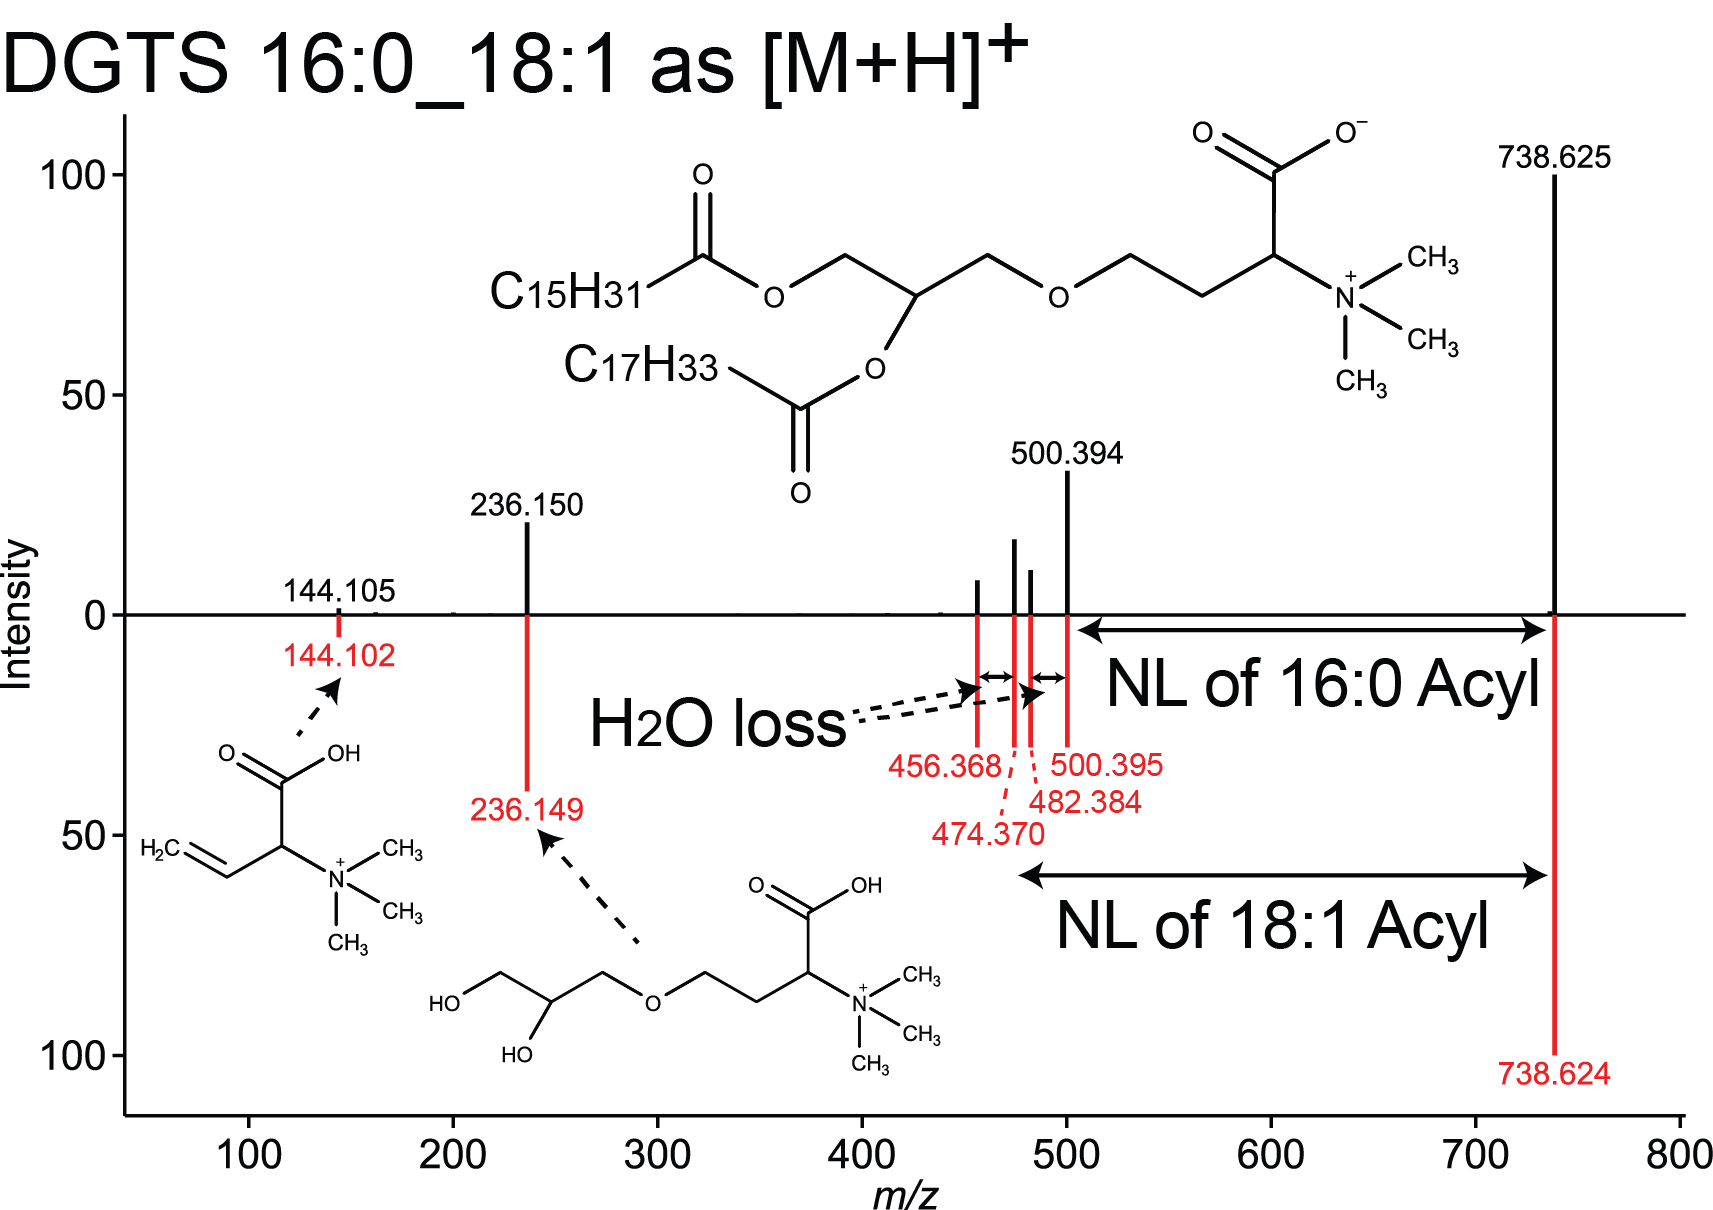 DGTS 16:0_18:1 as [M+H]+
100
50
0
50
100
Intensity
738.625
O
O−
O
C15H31
O
O
N+
CH3
CH3
CH3
C17H33
O
O
500.394
236.150
144.105
144.102
NL of 16:0 Acyl
H2O loss
456.368
500.395
482.384
474.370
236.149
O
OH
H2C
N+
CH3
CH3
CH3
NL of 18:1 Acyl
O
OH
HO
O
N+
CH3
CH3
CH3
HO
738.624
100
200
300
400
500
600
700
800
m/z